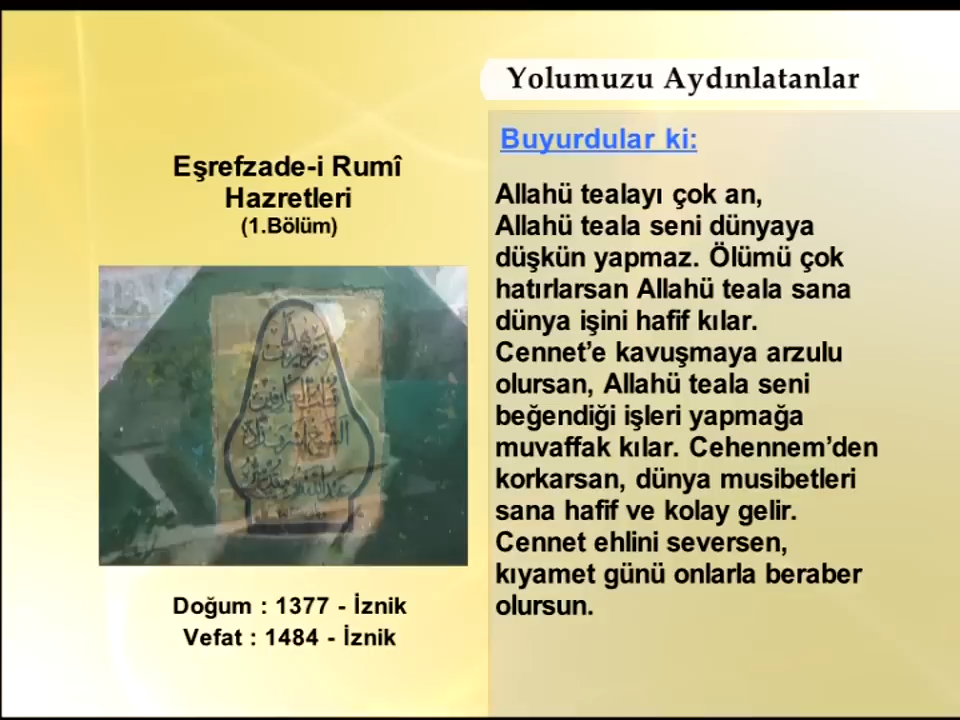 Yolumuzu Aydınlatanlar
Eşrefzade-i Rumî
Hazretleri
(1.Bölüm)
Doğum : 1377 - İznik
Vefat : 1484 - İznik
Buyurdular ki:
Allahü tealayı çok an,
Allahü teala seni dünyaya
düşkün yapmaz. Ölümü çok
hatırlarsan Allahü teala sana
dünya işini hafif kılar.
Cennet’e kavuşmaya arzulu
olursan, Allahü teala seni
beğendiği işleri yapmağa
muvaffak kılar. Cehennem’den
korkarsan, dünya musibetleri
sana hafif ve kolay gelir.
Cennet ehlini seversen,
kıyamet günü onlarla beraber
olursun.
هذا
قطب العارفين